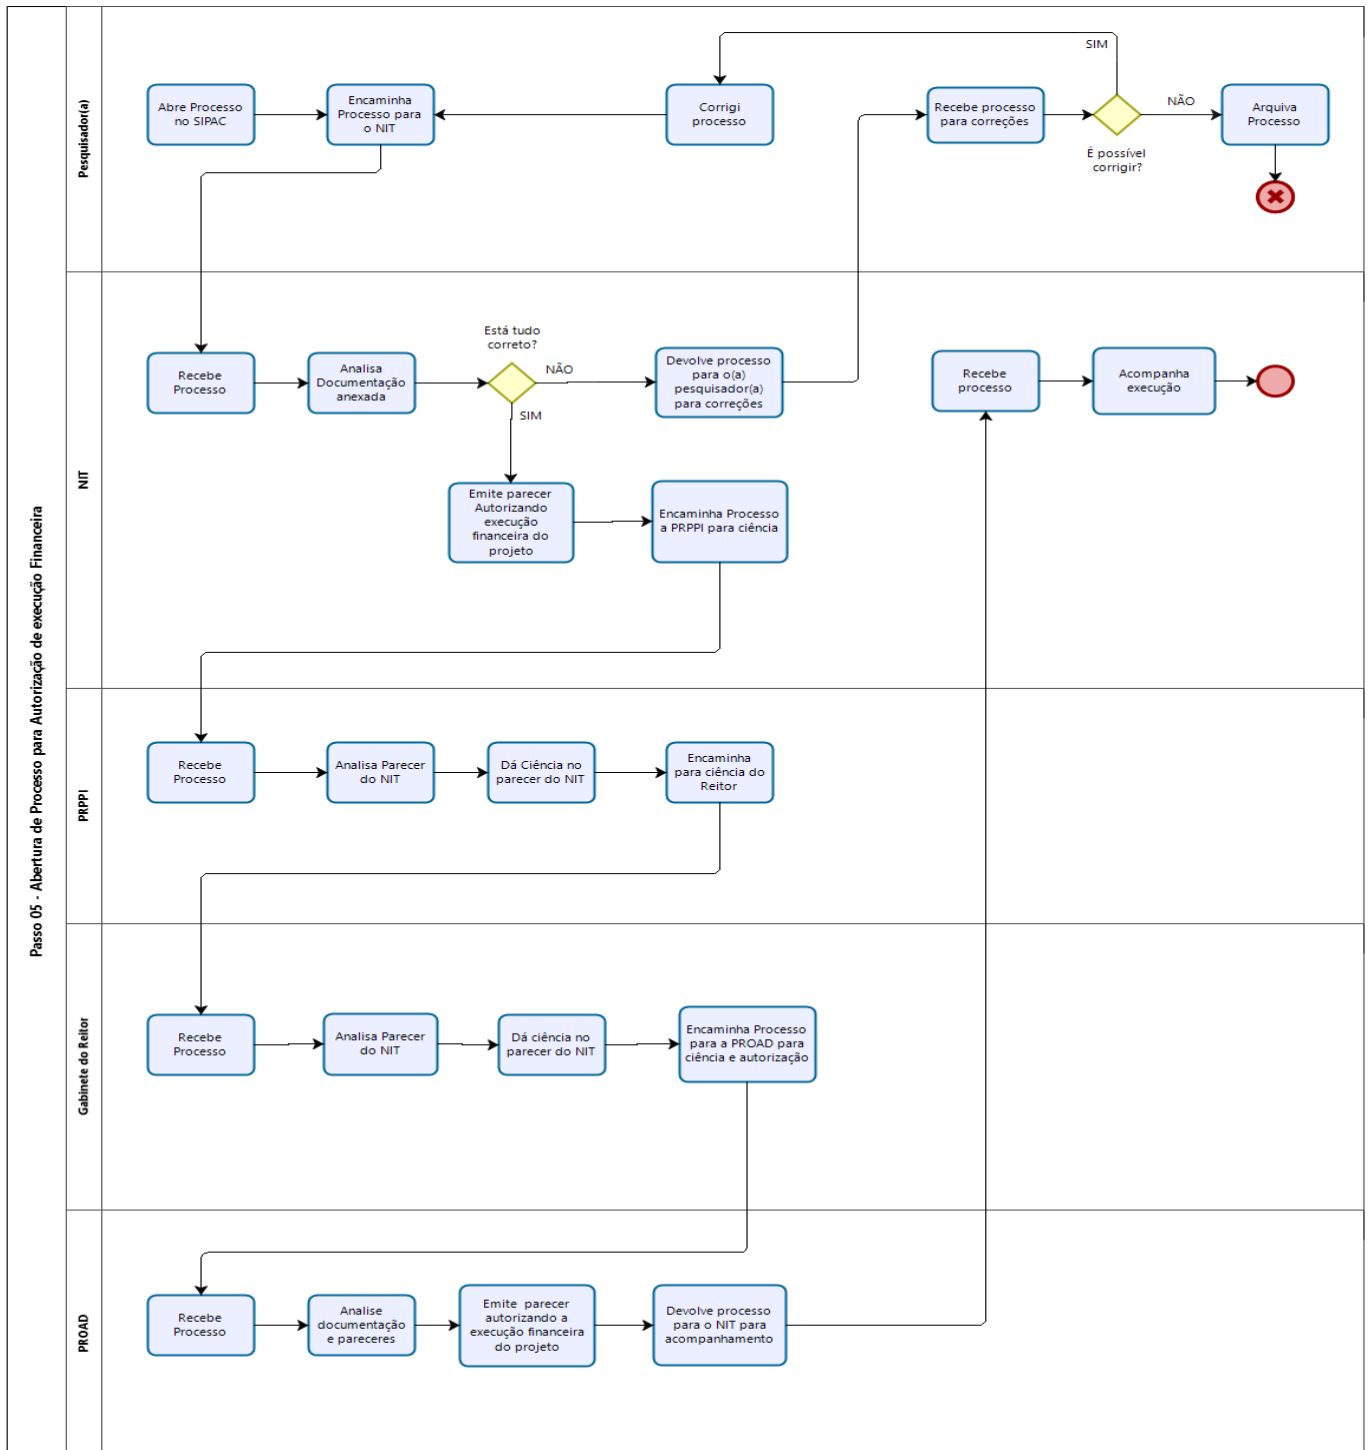 Passo 05 - Abertura de Processo para Autorização de execução Financeira
Pesquisador(a)
Abre Processo
no SIPAC
Encaminha
Processo para
o NIT
Corrigi
processo
Recebe processo
para correções
SIM
É possível
corrigir?
NÃO
Arquiva
Processo
NIT
Recebe
Processo
Analisa
Documentação
anexada
Está tudo
correto?
NÃO
SIM
Devolve processo
para o(a)
pesquisador(a)
para correções
Recebe
processo
Acompanha
execução
Emite parecer
Autorizando
execução
financeira do
projeto
Encaminha Processo
a PRPPI para ciência
PRPPI
Recebe
Processo
Analisa Parecer
do NIT
Dá Ciência no
parecer do NIT
Encaminha
para ciência do
Reitor
Gabinete do Reitor
Recebe
Processo
Analisa Parecer
do NIT
Dá ciência no
parecer do NIT
Encaminha Processo
para a PROAD para
ciência e autorização
PROAD
Recebe
Processo
Analise
documentação
e pareceres
Emite parecer
autorizando a
execução financeira
do projeto
Devolve processo
para o NIT para
acompanhamento